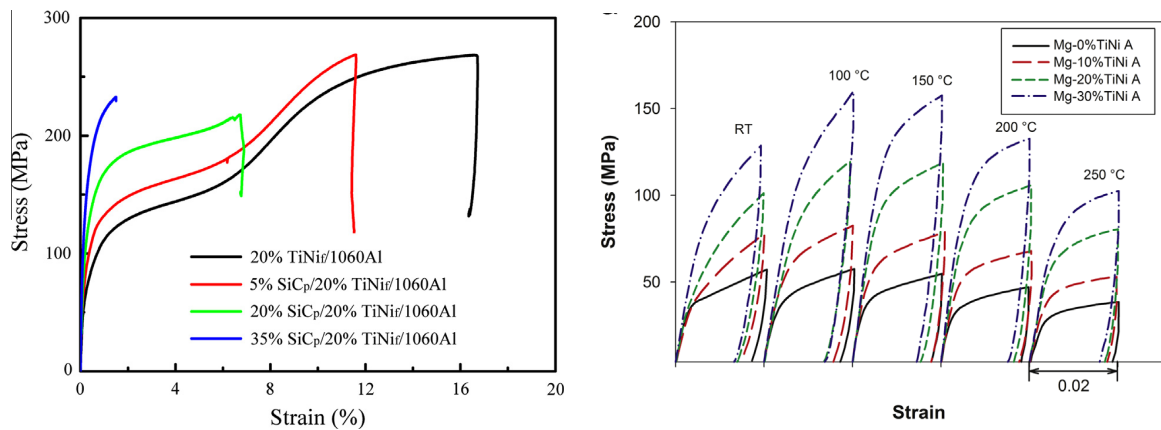 300
200
100
0
Stress (MPa)
0
4
8
12
16
20
Strain (%)
20% TiNif/1060Al
5% SiCp/20% TiNif/1060Al
20% SiCp/20% TiNif/1060Al
35% SiCp/20% TiNif/1060Al
200
150
100
50
Stress (MPa)
Mg-0%TiNi A
Mg-10%TiNi A
Mg-20%TiNi A
Mg-30%TiNi A
RT
100 °C
150 °C
200 °C
250 °C
0.02
Strain